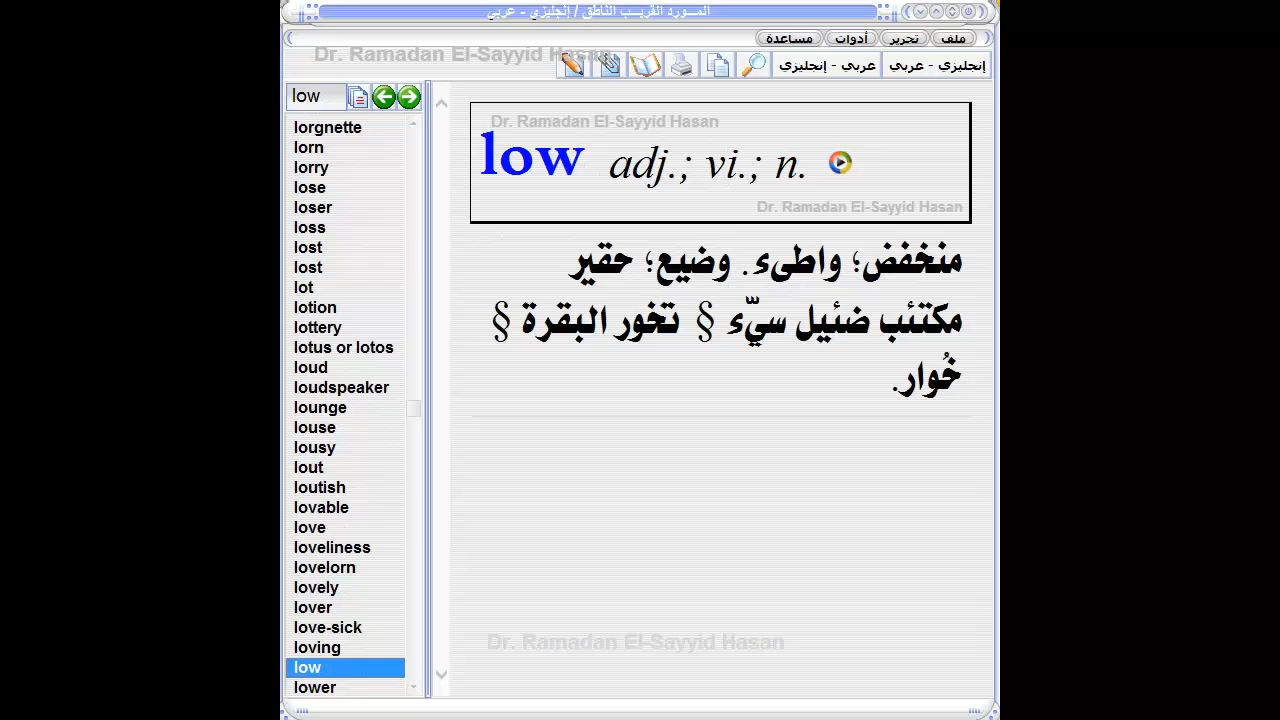 المــورد القريــب الناطق / إنجليزي - عربي
ملف تحرير أدوات مساعدة
Dr. Ramadan El-Sayyid Hasan
إنجليزي - عربي عربي - إنجليزي
low
lorgnette
lorn
lorry
lose
loser
loss
lost
lost
lot
lotion
lottery
lotus or lotos
loud
loudspeaker
lounge
louse
lousy
lout
loutish
lovable
love
loveliness
lovelorn
lovely
lover
love-sick
loving
low
lower
Dr. Ramadan El-Sayyid Hasan
low adj.; vi.; n.
Dr. Ramadan El-Sayyid Hasan
منخفض؛ واطىء. وضيع؛ حقير
مكتئب ضئيل سيّء § تخور البقرة §
خُوار.
Dr. Ramadan El-Sayyid Hasan